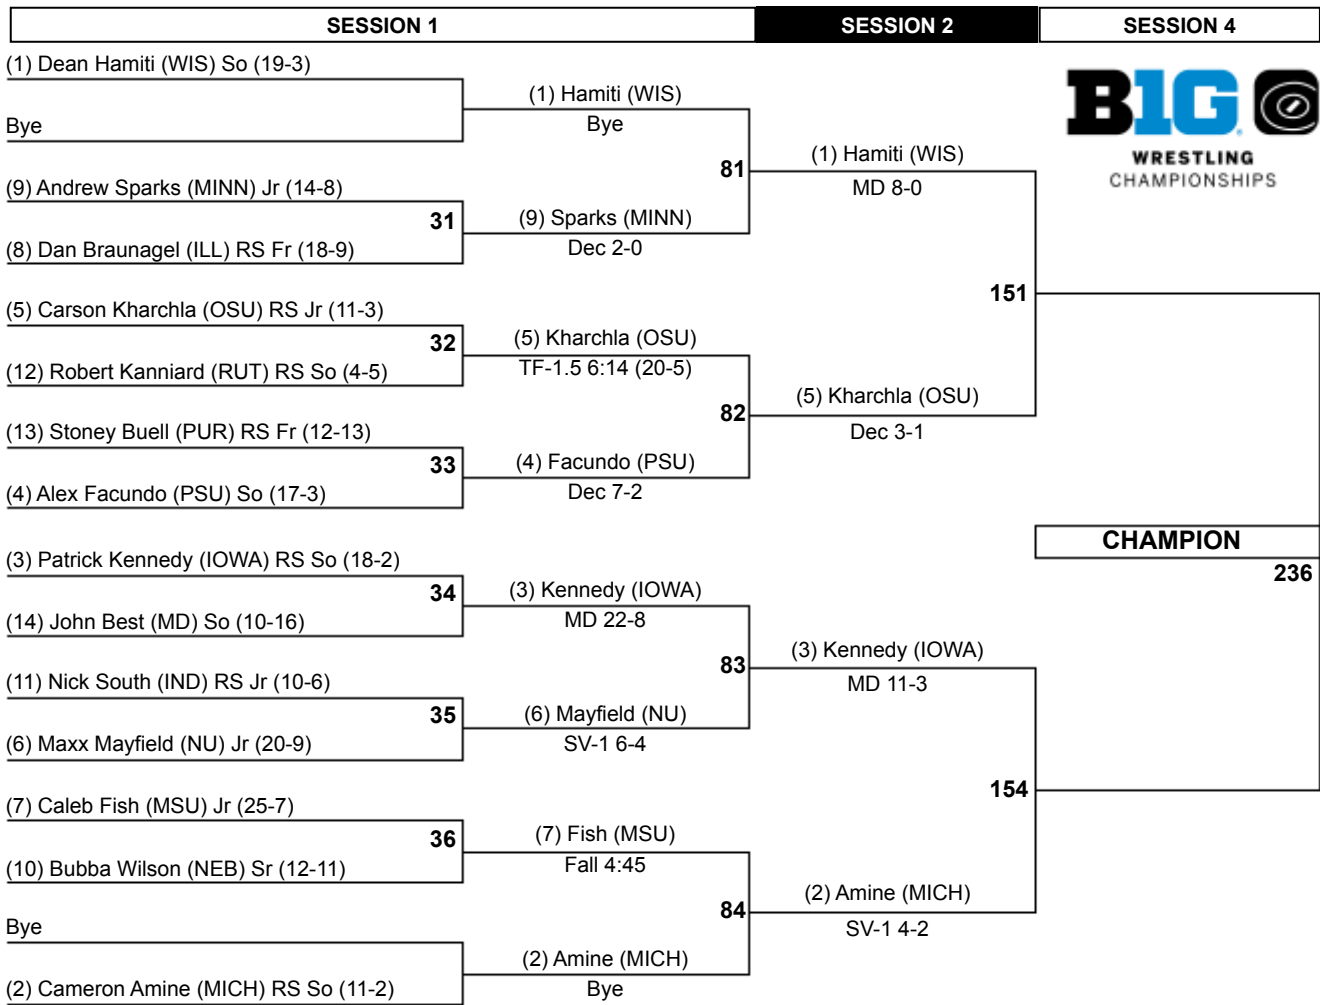 SESSION 1
SESSION 2
SESSION 4
(1) Dean Hamiti (WIS) So (19-3)
Bye
(9) Andrew Sparks (MINN) Jr (14-8)
31
(8) Dan Braunagel (ILL) RS Fr (18-9)
(5) Carson Kharchla (OSU) RS Jr (11-3)
32
(12) Robert Kanniard (RUT) RS So (4-5)
(13) Stoney Buell (PUR) RS Fr (12-13)
33
(4) Alex Facundo (PSU) So (17-3)
(3) Patrick Kennedy (IOWA) RS So (18-2)
34
(14) John Best (MD) So (10-16)
(11) Nick South (IND) RS Jr (10-6)
35
(6) Maxx Mayfield (NU) Jr (20-9)
(7) Caleb Fish (MSU) Jr (25-7)
36
(10) Bubba Wilson (NEB) Sr (12-11)
Bye
(2) Cameron Amine (MICH) RS So (11-2)
(1) Hamiti (WIS)
Bye
81
(9) Sparks (MINN)
Dec 2-0
(5) Kharchla (OSU)
TF-1.5 6:14 (20-5)
82
(4) Facundo (PSU)
Dec 7-2
(3) Kennedy (IOWA)
MD 22-8
83
(6) Mayfield (NU)
SV-1 6-4
(7) Fish (MSU)
Fall 4:45
84
(2) Amine (MICH)
Bye
(1) Hamiti (WIS)
MD 8-0
151
(5) Kharchla (OSU)
Dec 3-1
(3) Kennedy (IOWA)
MD 11-3
154
(2) Amine (MICH)
SV-1 4-2
B1G
WRESTLING
CHAMPIONSHIPS
CHAMPION
236